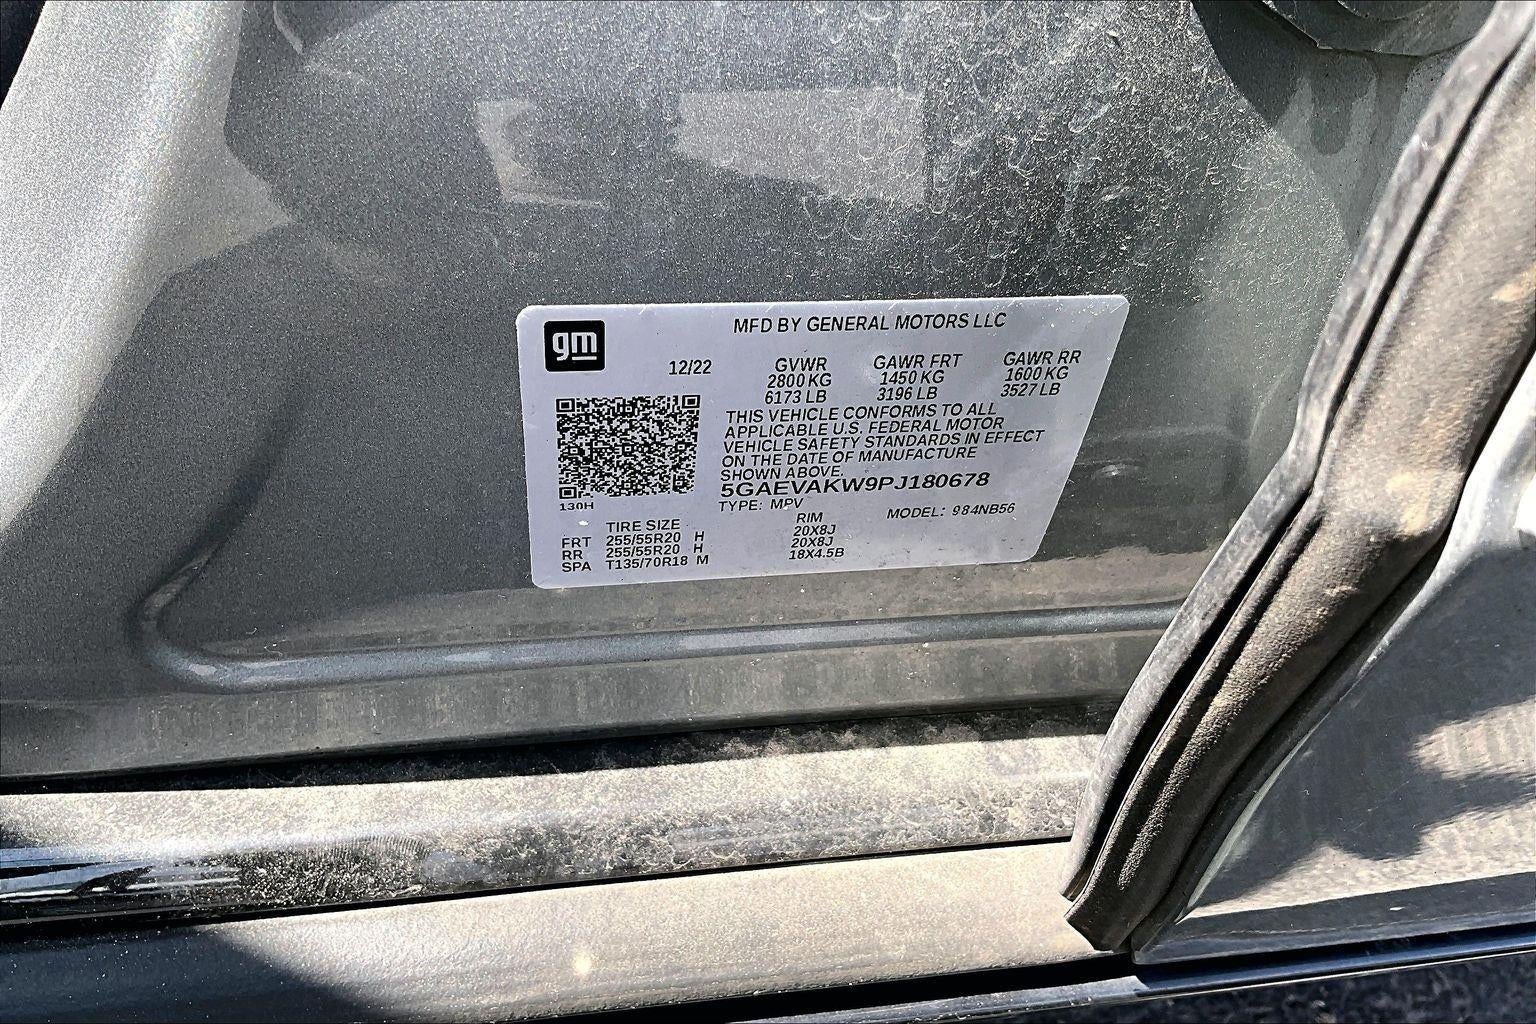 gm
MFD BY GENERAL MOTORS LLC
12/22 GVWR GAWR FRT GAWR RR
2800 KG 1450 KG 1600 KG
6173 LB 3196 LB 3527 LB
THIS VEHICLE CONFORMS TO ALL
APPLICABLE U.S. FEDERAL MOTOR
VEHICLE SAFETY STANDARDS IN EFFECT
ON THE DATE OF MANUFACTURE
SHOWN ABOVE.
5GAEVAKW9PJ180678
130H
TYPE: MPV MODEL: 984NB56
TIRE SIZE RIM
FRT 255/55R20 H 20X8J
RR 255/55R20 H 20X8J
SPA T135/70R18 M 18X4.5B